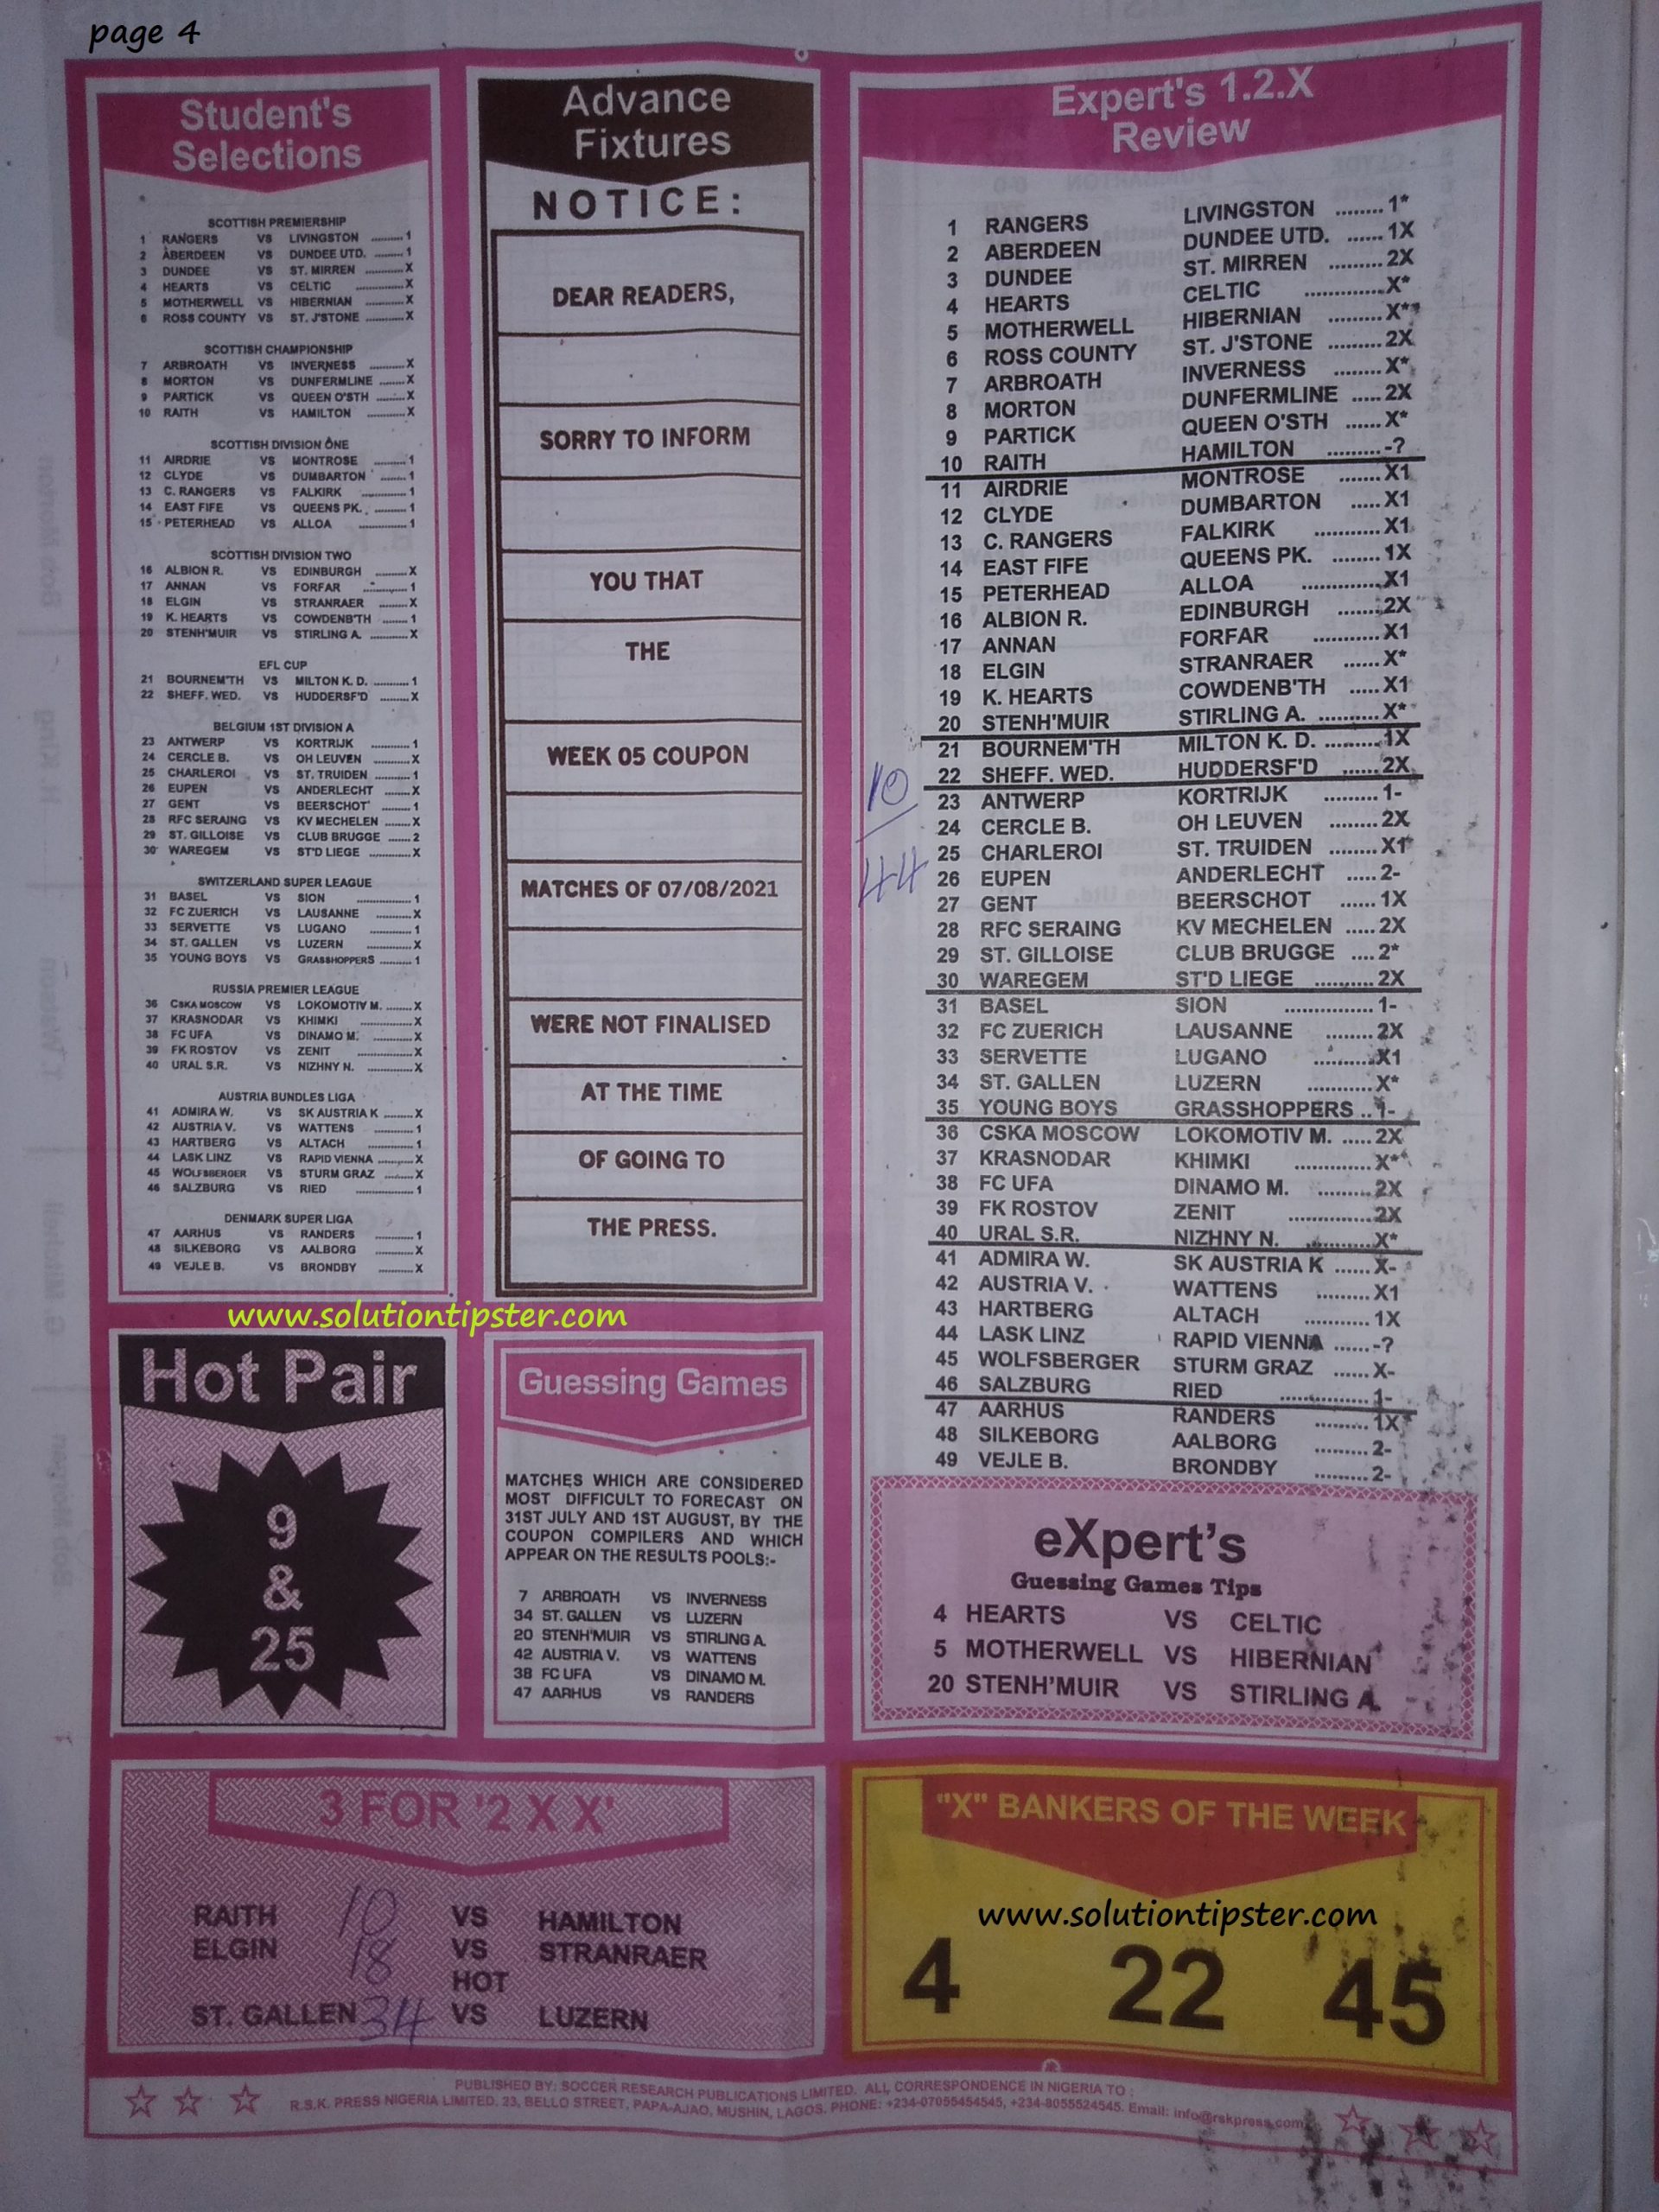 page 4
Student's
Selections
SCOTTISH PREMIERSHIP
1 RANGERS VS LIVINGSTON ..........1
2 ABERDEEN VS DUNDEE UTD. ........1
3 DUNDEE VS ST. MIRREN ...........X
4 HEARTS VS CELTIC ............X
5 MOTHERWELL VS HIBERNIAN ...........X
6 ROSS COUNTY VS ST. J'STONE ...........X
SCOTTISH CHAMPIONSHIP
7 ARBROATH VS INVERNESS ..........X
8 MORTON VS DUNFERMLINE .......X
9 PARTICK VS QUEEN O'STH ........X
10 RAITH VS HAMILTON ...........X
SCOTTISH DIVISION ONE
11 AIRDRIE VS MONTROSE .........1
12 CLYDE VS DUMBARTON .......1
13 C. RANGERS VS FALKIRK ............1
14 EAST FIFE VS QUEENS PK. .........1
15 PETERHEAD VS ALLOA .............1
SCOTTISH DIVISION TWO
16 ALBION R. VS EDINBURGH .........X
17 ANNAN VS FORFAR ............1
18 ELGIN VS STRANRAER ........X
19 K. HEARTS VS COWDENB'TH .......1
20 STENH'MUIR VS STIRLING A. ..........X
EFL CUP
21 BOURNEM'TH VS MILTON K. D. ..........1
22 SHEFF. WED. VS HUDDERSF'D ........X
BELGIUM 1ST DIVISION A
23 ANTWERP VS KORTRIJK ...........1
24 CERCLE B. VS OH LEUVEN ..........X
25 CHARLEROI VS ST. TRUIDEN ..........1
26 EUPEN VS ANDERLECHT .......X
27 GENT VS BEERSCHOT ..........1
28 RFC SERAING VS KV MECHELEN .......X
29 ST. GILLOISE VS CLUB BRUGGE ......2
30 WAREGEM VS ST'D LIEGE ...........X
SWITZERLAND SUPER LEAGUE
31 BASEL VS SION ................1
32 FC ZUERICH VS LAUSANNE ..........X
33 SERVETTE VS LUGANO ............1
34 ST. GALLEN VS LUZERN ...........X
35 YOUNG BOYS VS GRASSHOPPERS .........1
RUSSIA PREMIER LEAGUE
36 CSKA MOSCOW VS LOKOMOTIV M. .......X
37 KRASNODAR VS KHIMKI ............X
38 FC UFA VS DINAMO M. ...........X
39 FK ROSTOV VS ZENIT ................X
40 URAL S.R. VS NIZHNY N. ............X
AUSTRIA BUNDES LIGA
41 ADMIRA W. VS SK AUSTRIA K .........X
42 AUSTRIA V. VS WATTENS ...........1
43 HARTBERG VS ALTACH .............1
44 LASK LINZ VS RAPID VIENNA .........X
45 WOLFSBERGER VS STURM GRAZ .........X
46 SALZBURG VS RIED ................1
DENMARK SUPER LIGA
47 AARHUS VS RANDERS ..........1
48 SILKEBORG VS AALBORG ..........X
49 VEJLE B. VS BRONDBY ..........X
Advance
Fixtures
NOTICE:
DEAR READERS,
SORRY TO INFORM
YOU THAT
THE
WEEK 05 COUPON
MATCHES OF 07/08/2021
WERE NOT FINALISED
AT THE TIME
OF GOING TO
THE PRESS.
Expert's 1.2.X
Review
1 RANGERS LIVINGSTON ........1*
2 ABERDEEN DUNDEE UTD. ......1X
3 DUNDEE ST. MIRREN .........2X
4 HEARTS CELTIC .............X*
5 MOTHERWELL HIBERNIAN .........X**
6 ROSS COUNTY ST. J'STONE .........2X
7 ARBROATH INVERNESS ........X*
8 MORTON DUNFERMLINE .....2X
9 PARTICK QUEEN O'STH ......X*
10 RAITH HAMILTON .........-?
11 AIRDRIE MONTROSE .......X1
12 CLYDE DUMBARTON .....X1
13 C. RANGERS FALKIRK ...........X1
14 EAST FIFE QUEENS PK. ........1X
15 PETERHEAD ALLOA .............X1
16 ALBION R. EDINBURGH .......2X
17 ANNAN FORFAR ...........X1
18 ELGIN STRANRAER ......X*
19 K. HEARTS COWDENB'TH .....X1
20 STENH'MUIR STIRLING A. ..........X*
21 BOURNEM'TH MILTON K. D. .........1X
22 SHEFF. WED. HUDDERSF'D ......2X
23 ANTWERP KORTRIJK .........1-
24 CERCLE B. OH LEUVEN ........2X
25 CHARLEROI ST. TRUIDEN ........X1
26 EUPEN ANDERLECHT .....2-
27 GENT BEERSCHOT ......1X
28 RFC SERAING KV MECHELEN .....2X
29 ST. GILLOISE CLUB BRUGGE ....2*
30 WAREGEM ST'D LIEGE ...........2X
31 BASEL SION ...............1-
32 FC ZUERICH LAUSANNE ........2X
33 SERVETTE LUGANO .........X1
34 ST. GALLEN LUZERN ...........X*
35 YOUNG BOYS GRASSHOPPERS ..1-
36 CSKA MOSCOW LOKOMOTIV M. .....2X
37 KRASNODAR KHIMKI .............X*
38 FC UFA DINAMO M. .........2X
39 FK ROSTOV ZENIT ..............2X
40 URAL S.R. NIZHNY N. ...........X*
41 ADMIRA W. SK AUSTRIA K ......X-
42 AUSTRIA V. WATTENS .........X1
43 HARTBERG ALTACH ...........1X
44 LASK LINZ RAPID VIENNA ......-?
45 WOLFSBERGER STURM GRAZ ......X-
46 SALZBURG RIED ...............1-
47 AARHUS RANDERS .........1X
48 SILKEBORG AALBORG .........2-
49 VEJLE B. BRONDBY .........2-
10
44
www.solutiontipster.com
Hot Pair
9
&
25
Guessing Games
MATCHES WHICH ARE CONSIDERED
MOST DIFFICULT TO FORECAST ON
31ST JULY AND 1ST AUGUST, BY THE
COUPON COMPILERS AND WHICH
APPEAR ON THE RESULTS POOLS:-
7 ARBROATH VS INVERNESS
34 ST. GALLEN VS LUZERN
20 STENH'MUIR VS STIRLING A.
42 AUSTRIA V. VS WATTENS
38 FC UFA VS DINAMO M.
47 AARHUS VS RANDERS
eXpert's
Guessing Games Tips
4 HEARTS VS CELTIC
5 MOTHERWELL VS HIBERNIAN
20 STENH'MUIR VS STIRLING A.
3 FOR '2 X X'
RAITH 10 VS HAMILTON
ELGIN 18 VS STRANRAER
HOT
ST. GALLEN 34 VS LUZERN
"X" BANKERS OF THE WEEK
www.solutiontipster.com
4 22 45
PUBLISHED BY: SOCCER RESEARCH PUBLICATIONS LIMITED. ALL CORRESPONDENCE IN NIGERIA TO :
R.S.K. PRESS NIGERIA LIMITED. 23, BELLO STREET, PAPA-AJAO, MUSHIN, LAGOS. PHONE: +234-07055454545, +234-8055524545. Email: info@rskpress.com